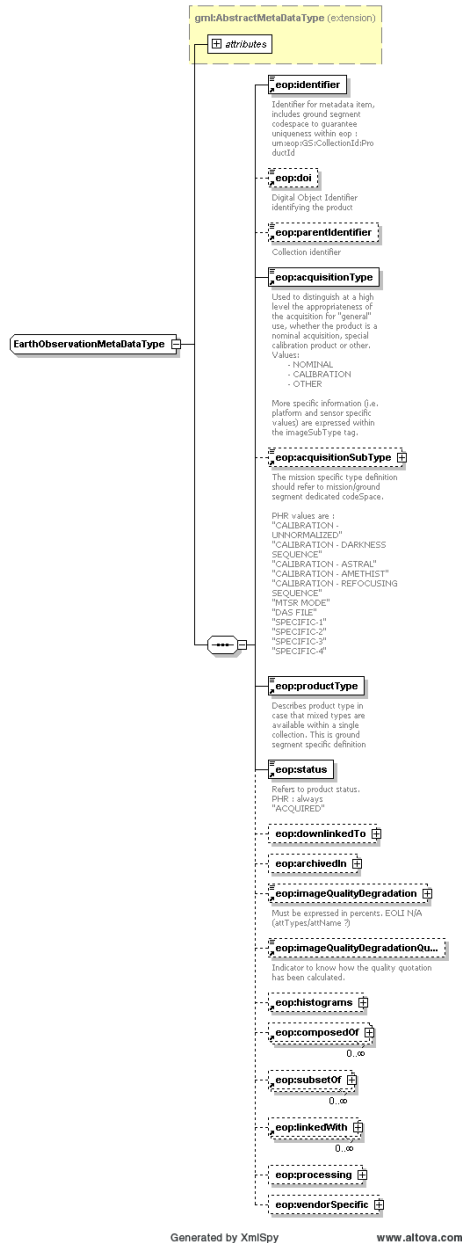 gml:AbstractMetaDataType (extension)
attributes
eop:identifier
Identifier for metadata item,
includes ground segment
codespace to guarantee
uniqueness within eop :
urn:eop:GS:CollectionId:Pro
ductId
eop:doi
Digital Object Identifier
identifying the product
eop:parentIdentifier
Collection identifier
eop:acquisitionType
Used to distinguish at a high
level the appropriateness of
the acquisition for "general"
use, whether the product is a
nominal acquisition, special
calibration product or other.
Values:
- NOMINAL
- CALIBRATION
- OTHER
More specific information (i.e.
platform and sensor specific
values) are expressed within
the imageSubType tag.
EarthObservationMetaDataType
eop:acquisitionSubType
The mission specific type definition
should refer to mission/ground
segment dedicated codeSpace.
PHR values are :
"CALIBRATION -
UNNORMALIZED"
"CALIBRATION - DARKNESS
SEQUENCE"
"CALIBRATION - ASTRAL"
"CALIBRATION - AMETHIST"
"CALIBRATION - REFOCUSING
SEQUENCE"
"MTSR MODE"
"DAS FILE"
"SPECIFIC-1"
"SPECIFIC-2"
"SPECIFIC-3"
"SPECIFIC-4"
eop:productType
Describes product type in
case that mixed types are
available within a single
collection. This is ground
segment specific definition
eop:status
Refers to product status.
PHR : always
"ACQUIRED"
eop:downlinkedTo
eop:archivedIn
eop:imageQualityDegradation
Must be expressed in percents. EOLI N/A
(attTypes/attName ?)
eop:imageQualityDegradationQu...
Indicator to know how the quality quotation
has been calculated.
eop:histograms
eop:composedOf
0..∞
eop:subsetOf
0..∞
eop:linkedWith
0..∞
eop:processing
eop:vendorSpecific
Generated by XmlSpy
www.altova.com